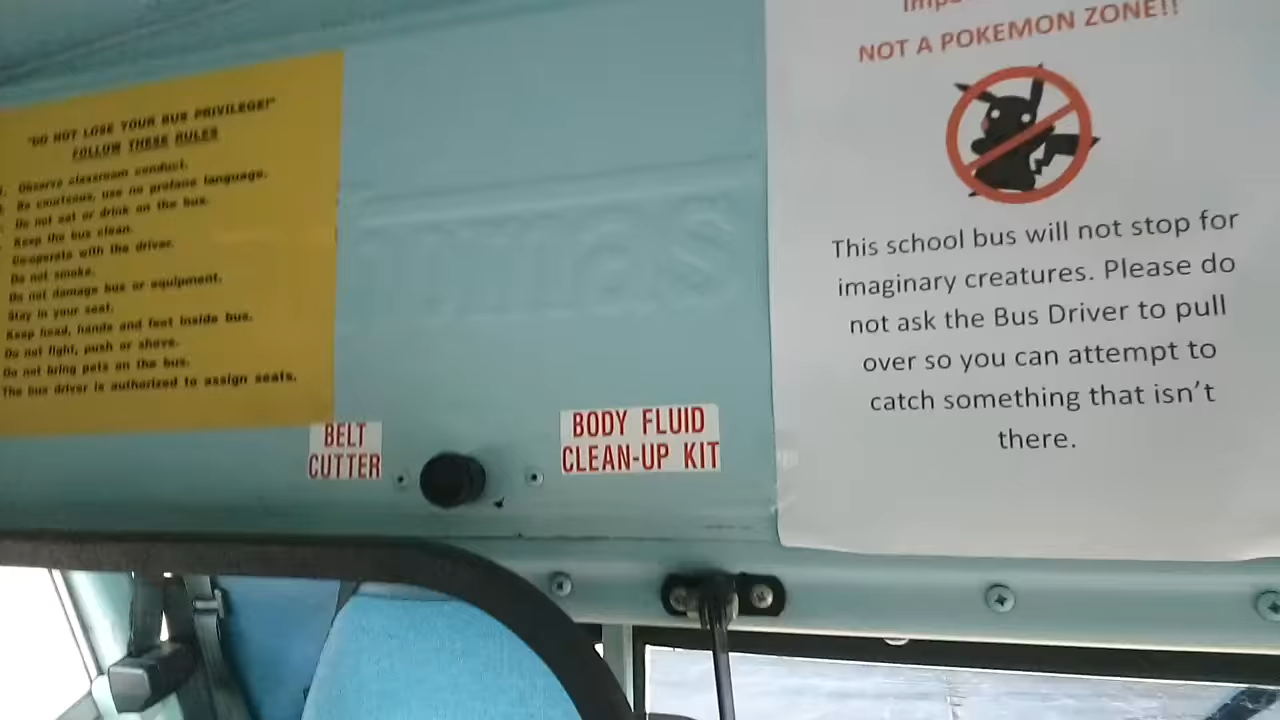 "DO NOT LOSE YOUR BUS PRIVILEGE!"
FOLLOW THESE RULES
Observe classroom conduct.
Be courteous, use no profane language.
Do not eat or drink on the bus.
Keep the bus clean.
Co-operate with the driver.
Do not smoke.
Do not damage bus or equipment.
Stay in your seat.
Keep head, hands and feet inside bus.
Do not fight, push or shove.
Do not bring pets on the bus.
The bus driver is authorized to assign seats.
BELT
CUTTER
BODY FLUID
CLEAN-UP KIT
NOT A POKEMON ZONE!!
This school bus will not stop for
imaginary creatures. Please do
not ask the Bus Driver to pull
over so you can attempt to
catch something that isn't
there.